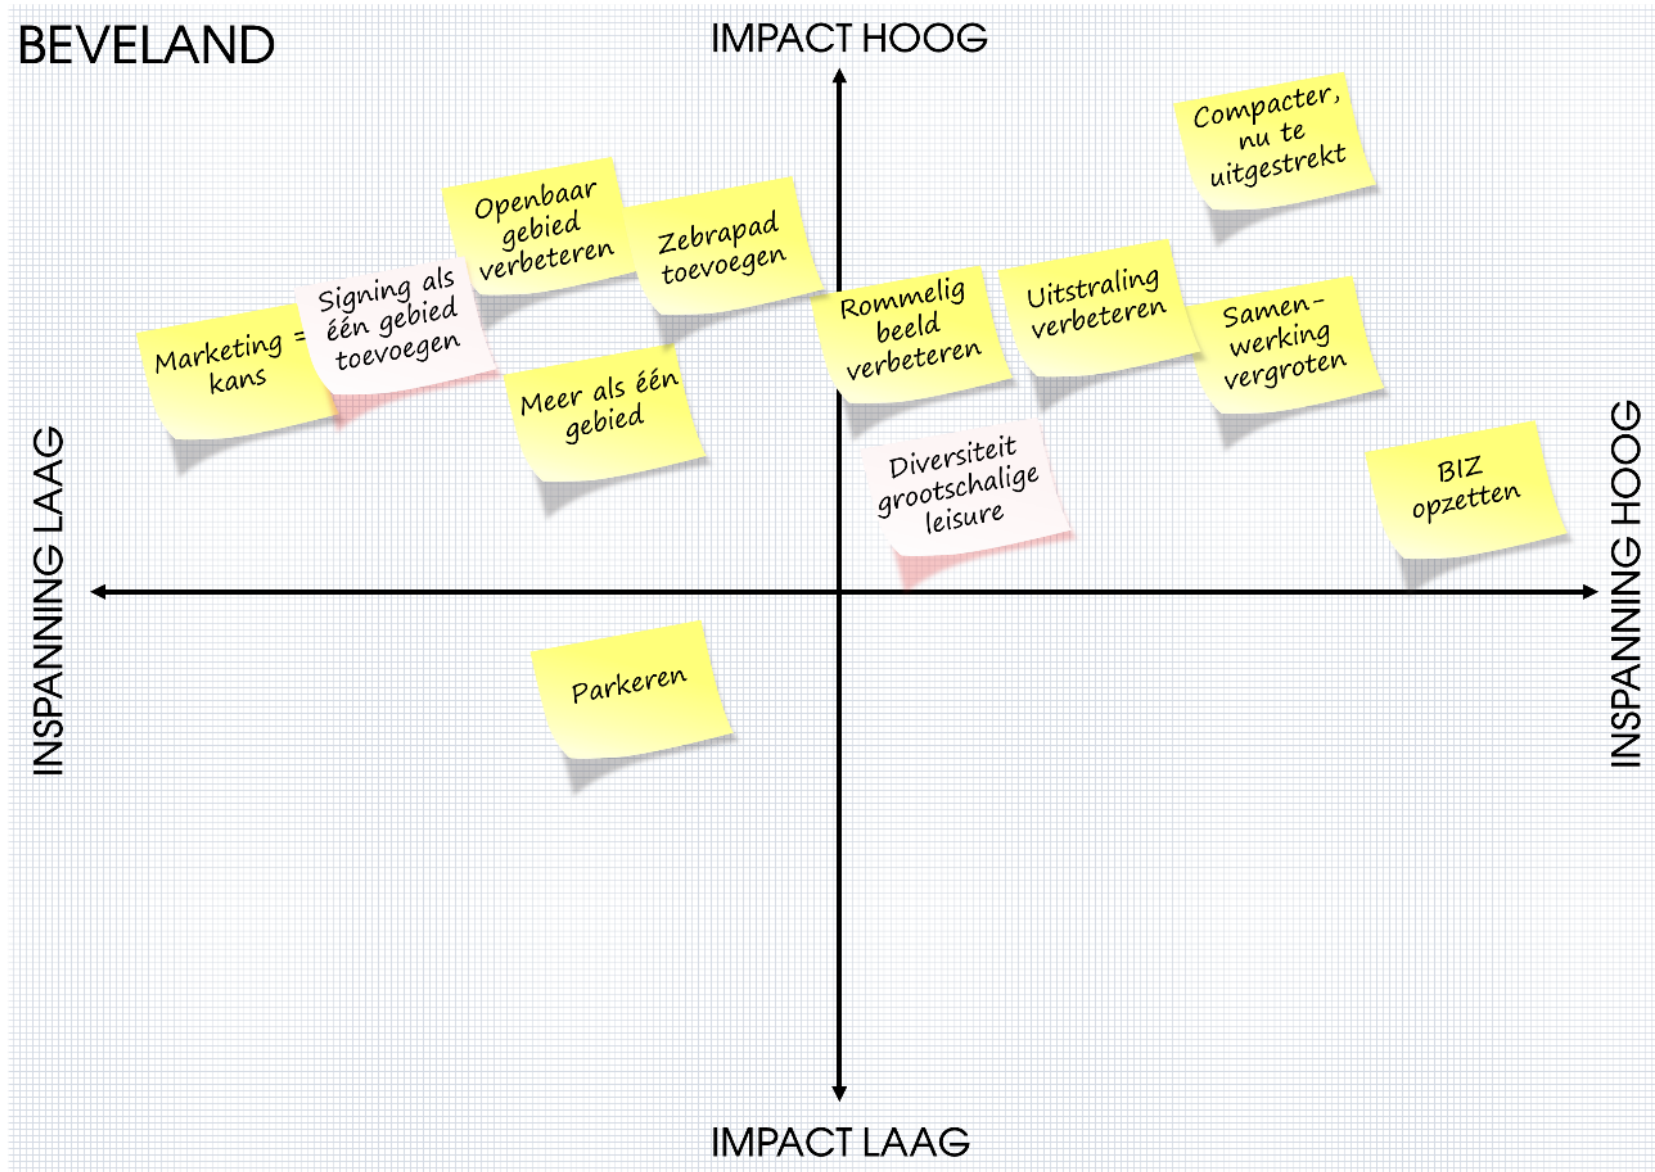 BEVELAND
IMPACT HOOG
Compacter,
nu te
uitgestrekt
Openbaar
gebied
verbeteren
Zebrapad
toevoegen
Signing als
één gebied
toevoegen
Marketing =
kans
Meer als één
gebied
Rommelig
beeld
verbeteren
Uitstraling
verbeteren
Samen-
werking
vergroten
Diversiteit
grootschalige
leisure
BIZ
opzetten
INSPANNING LAAG
INSPANNING HOOG
Parkeren
IMPACT LAAG